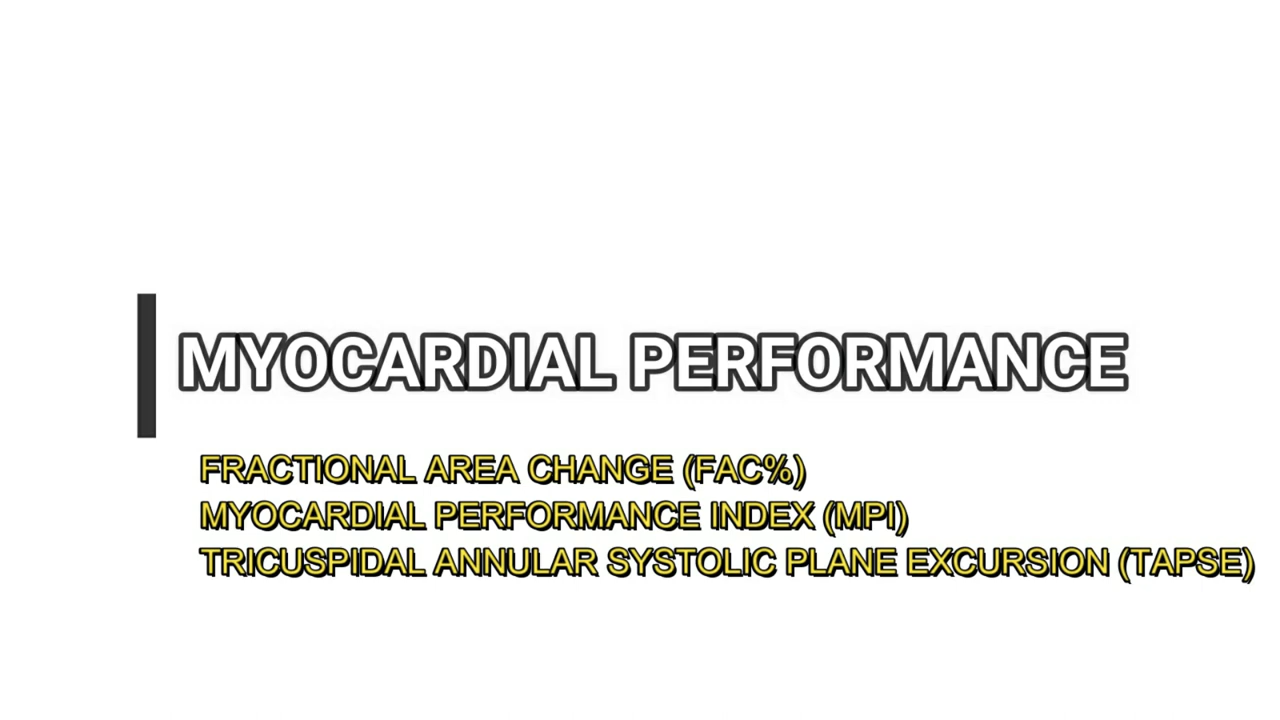 MYOCARDIAL PERFORMANCE
FRACTIONAL AREA CHANGE (FAC%)
MYOCARDIAL PERFORMANCE INDEX (MPI)
TRICUSPIDAL ANNULAR SYSTOLIC PLANE EXCURSION (TAPSE)